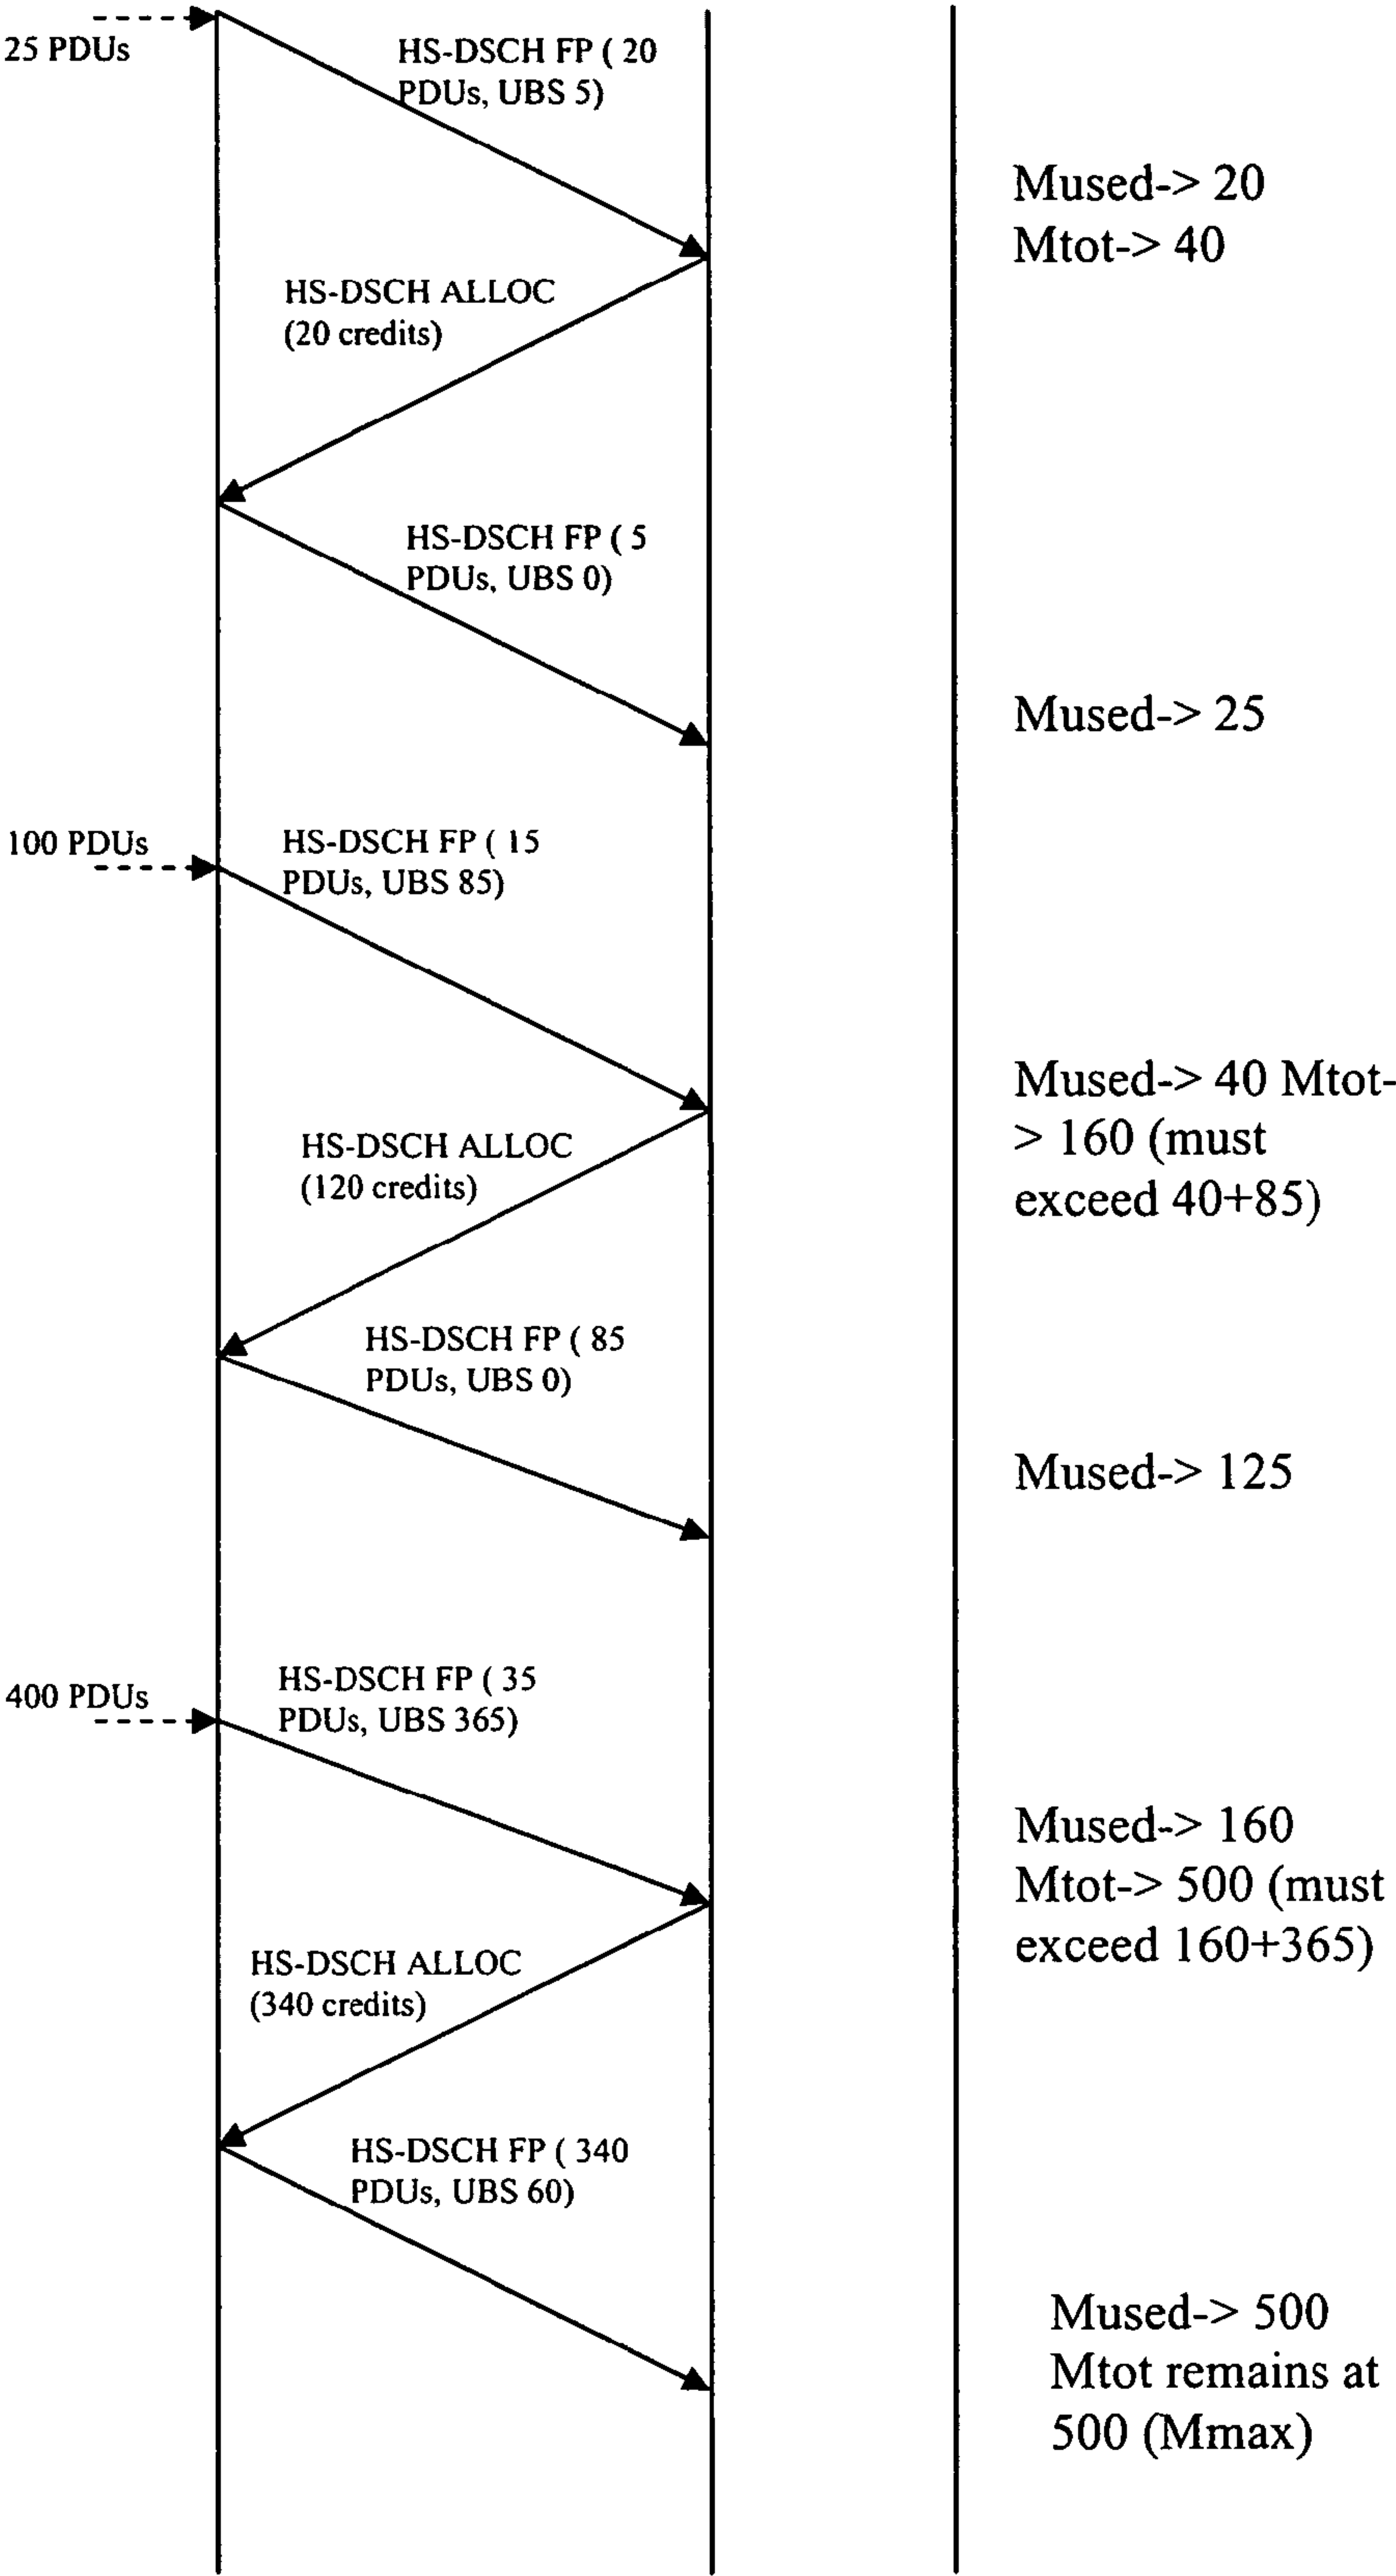 25 PDUs
HS-DSCH FP ( 20
PDUs, UBS 5)
Mused-> 20
Mtot-> 40
HS-DSCH ALLOC
(20 credits)
HS-DSCH FP ( 5
PDUs, UBS 0)
Mused-> 25
100 PDUs
HS-DSCH FP ( 15
PDUs, UBS 85)
Mused-> 40 Mtot-
> 160 (must
exceed 40+85)
HS-DSCH ALLOC
(120 credits)
HS-DSCH FP ( 85
PDUs, UBS 0)
Mused-> 125
400 PDUs
HS-DSCH FP ( 35
PDUs, UBS 365)
Mused-> 160
Mtot-> 500 (must
exceed 160+365)
HS-DSCH ALLOC
(340 credits)
HS-DSCH FP ( 340
PDUs, UBS 60)
Mused-> 500
Mtot remains at
500 (Mmax)